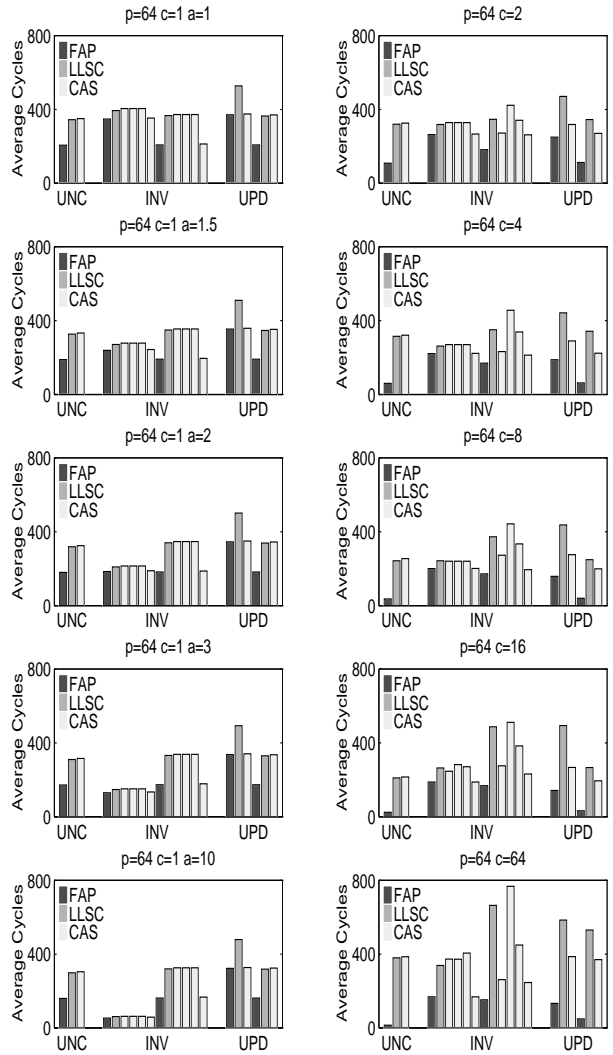 p=64 c=1 a=1
Average Cycles
800
400
0
FAP
LLSC
CAS
UNC INV UPD
p=64 c=2
Average Cycles
800
400
0
FAP
LLSC
CAS
UNC INV UPD
p=64 c=1 a=1.5
Average Cycles
800
400
0
FAP
LLSC
CAS
UNC INV UPD
p=64 c=4
Average Cycles
800
400
0
FAP
LLSC
CAS
UNC INV UPD
p=64 c=1 a=2
Average Cycles
800
400
0
FAP
LLSC
CAS
UNC INV UPD
p=64 c=8
Average Cycles
800
400
0
FAP
LLSC
CAS
UNC INV UPD
p=64 c=1 a=3
Average Cycles
800
400
0
FAP
LLSC
CAS
UNC INV UPD
p=64 c=16
Average Cycles
800
400
0
FAP
LLSC
CAS
UNC INV UPD
p=64 c=1 a=10
Average Cycles
800
400
0
FAP
LLSC
CAS
UNC INV UPD
p=64 c=64
Average Cycles
800
400
0
FAP
LLSC
CAS
UNC INV UPD